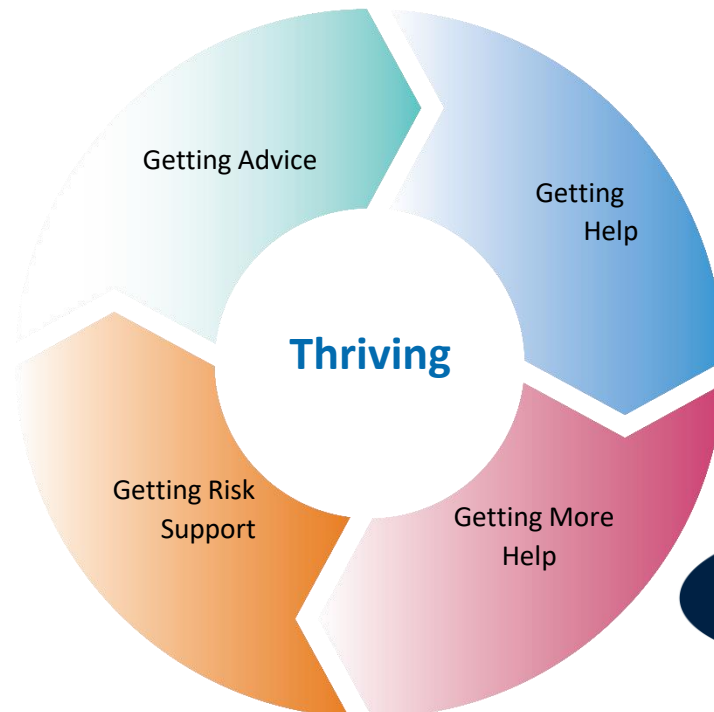 Getting Advice
Getting
Help
Thriving
Getting Risk
Support
Getting More
Help